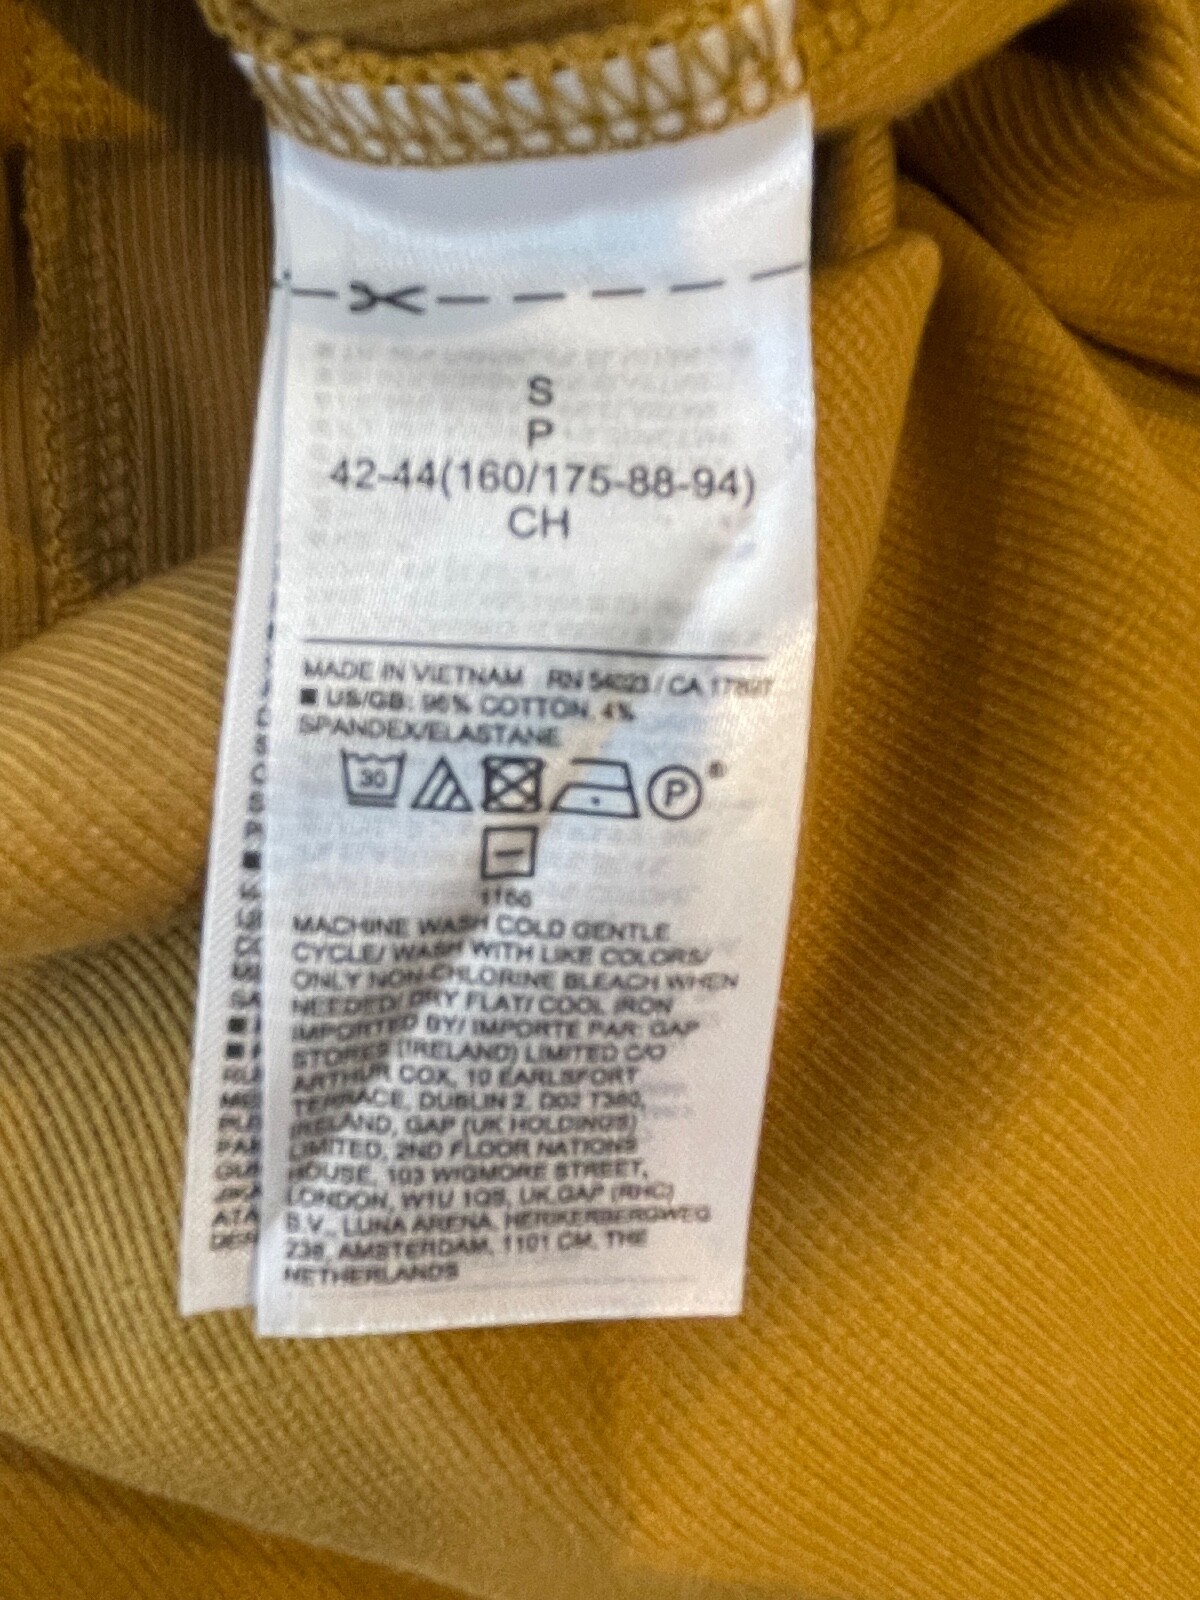 S
P
42-44(160/175-88-94)
CH
MADE IN VIETNAM RN 54023 / CA 17897
■ US/GB: 96% COTTON, 4%
SPANDEX/ELASTANE
30
P
1166
MACHINE WASH COLD GENTLE
CYCLE/ WASH WITH LIKE COLORS/
ONLY NON-CHLORINE BLEACH WHEN
NEEDED/ DRY FLAT/ COOL IRON
IMPORTED BY/ IMPORTE PAR: GAP
STORES (IRELAND) LIMITED C/O
ARTHUR COX, 10 EARLSFORT
TERRACE, DUBLIN 2, D02 T380,
IRELAND, GAP (UK HOLDINGS)
LIMITED, 2ND FLOOR NATIONS
HOUSE, 103 WIGMORE STREET,
LONDON, W1U 1QS, UK.GAP (RHC)
B.V., LUNA ARENA, HERIKERBERGWEG
238, AMSTERDAM, 1101 CM, THE
NETHERLANDS